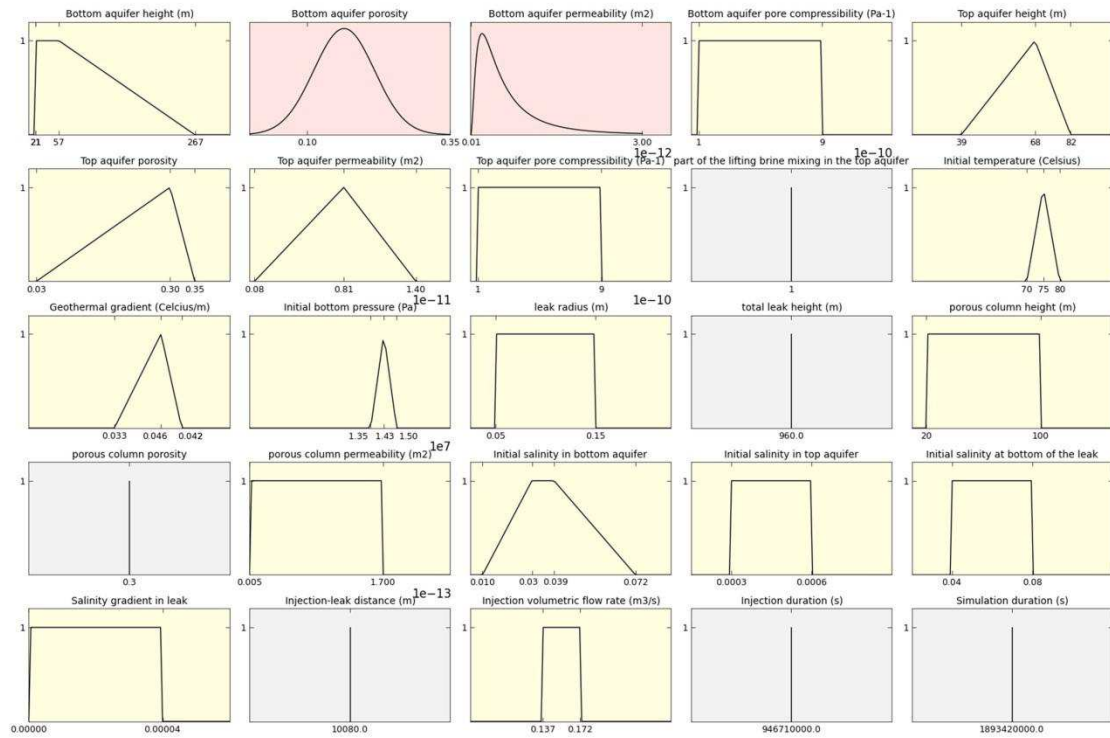 Bottom aquifer height (m)
1
21 57 267
Bottom aquifer porosity
0.10 0.35
Bottom aquifer permeability (m2)
0.01 3.00
1e-12
Bottom aquifer pore compressibility (Pa-1)
1
1 9
1e-10
Top aquifer height (m)
1
39 68 82
Top aquifer porosity
1
0.03 0.30 0.35
Top aquifer permeability (m2)
1
0.08 0.81 1.40
1e-11
Top aquifer pore compressibility (Pa-1)
1
1 9
1e-10
part of the lifting brine mixing in the top aquifer
1
1
Initial temperature (Celsius)
1
70 75 80
Geothermal gradient (Celcius/m)
1
0.033 0.046 0.042
Initial bottom pressure (Pa)
1
1.35 1.43 1.50
1e7
leak radius (m)
1
0.05 0.15
total leak height (m)
1
960.0
porous column height (m)
1
20 100
porous column porosity
1
0.3
porous column permeability (m2)
1
0.005 1.700
1e-13
Initial salinity in bottom aquifer
1
0.010 0.03 0.039 0.072
Initial salinity in top aquifer
1
0.0003 0.0006
Initial salinity at bottom of the leak
1
0.04 0.08
Salinity gradient in leak
1
0.00000 0.00004
Injection-leak distance (m)
1
10080.0
Injection volumetric flow rate (m3/s)
1
0.137 0.172
Injection duration (s)
1
946710000.0
Simulation duration (s)
1
1893420000.0